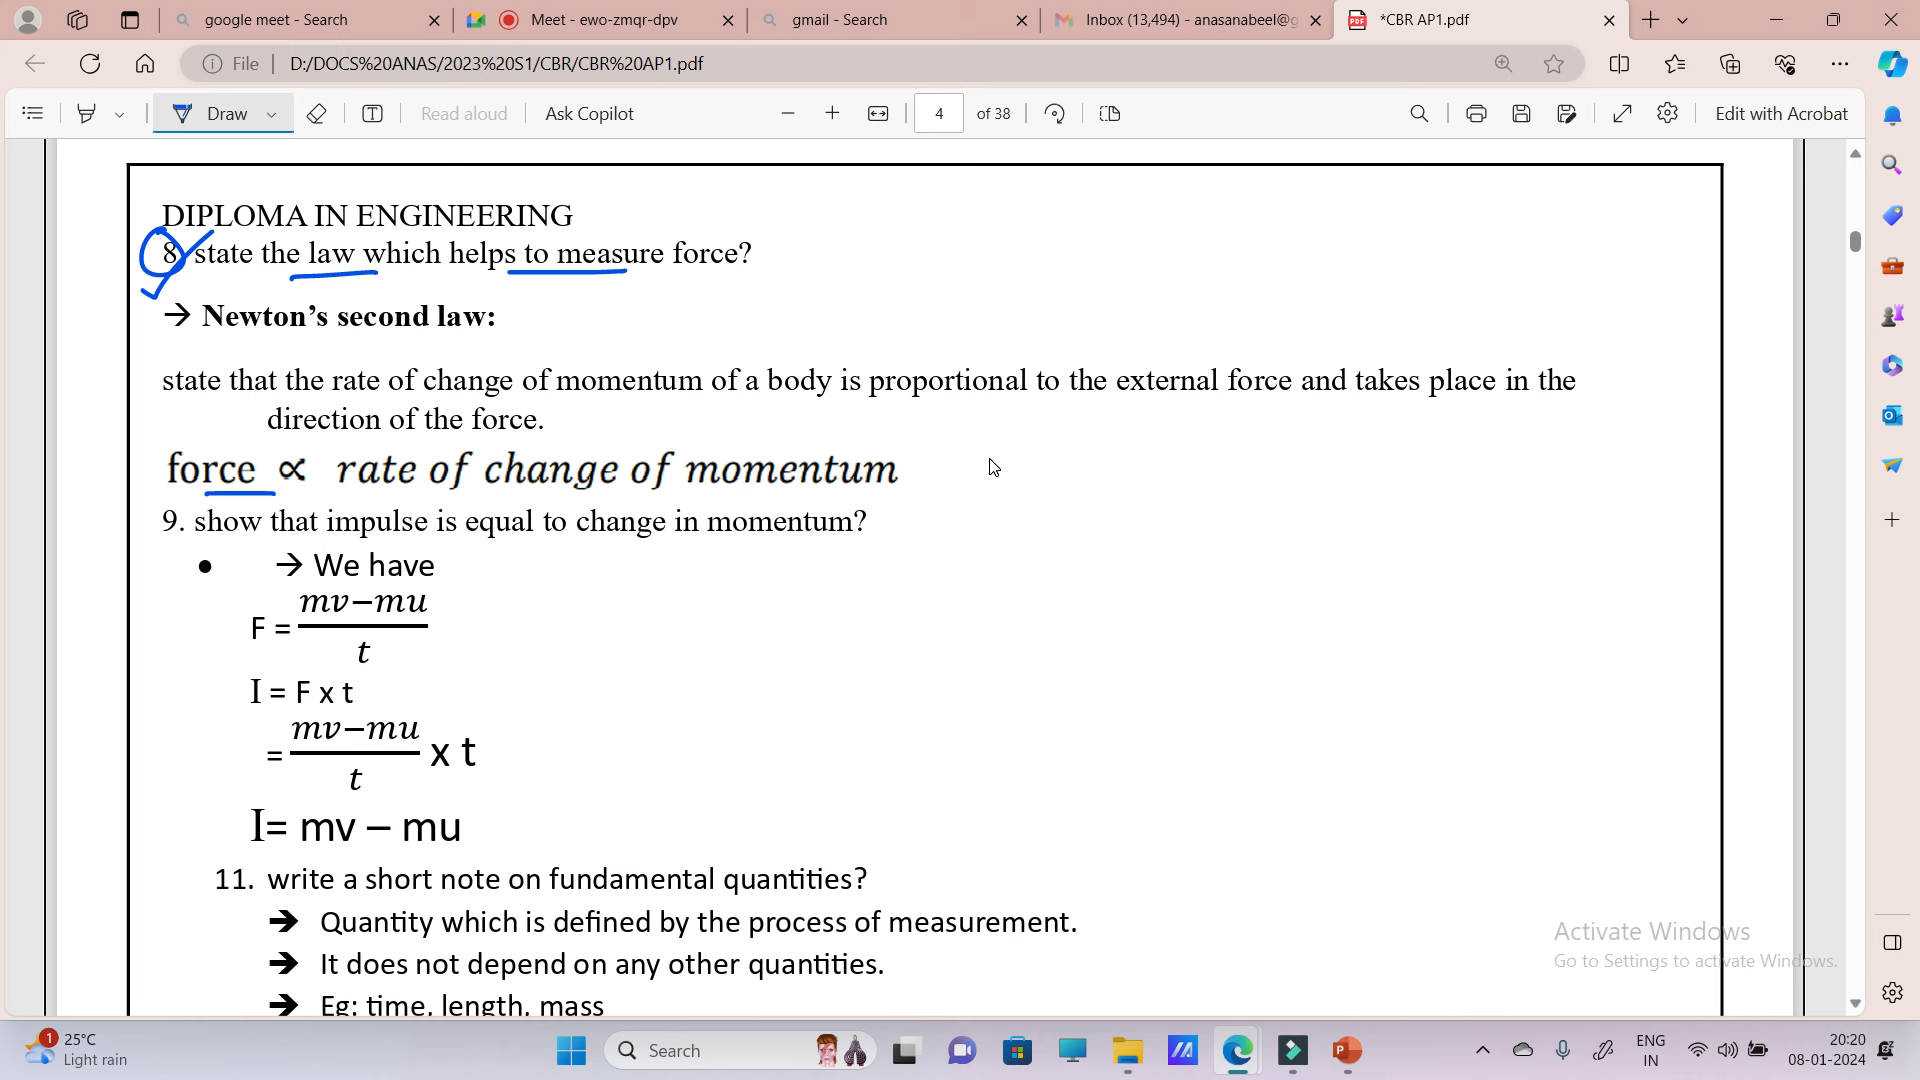 google meet - Search
Meet - ewo-zmqr-dpv
gmail - Search
Inbox (13,494) - anasanabeel@g
*CBR AP1.pdf
File
D:/DOCS%20ANAS/2023%20S1/CBR/CBR%20AP1.pdf
Draw
Read aloud
Ask Copilot
4
of 38
Edit with Acrobat
DIPLOMA IN ENGINEERING
8. state the law which helps to measure force?
→ Newton’s second law:
state that the rate of change of momentum of a body is proportional to the external force and takes place in the
direction of the force.
force ∝ rate of change of momentum
9. show that impulse is equal to change in momentum?
• → We have
F = mv−mu / t
I = F x t
= mv−mu / t x t
I= mv – mu
11. write a short note on fundamental quantities?
➔ Quantity which is defined by the process of measurement.
➔ It does not depend on any other quantities.
➔ Eg: time, length, mass
Activate Windows
Go to Settings to activate Windows.
1
25°C
Light rain
Search
ENG
IN
20:20
08-01-2024